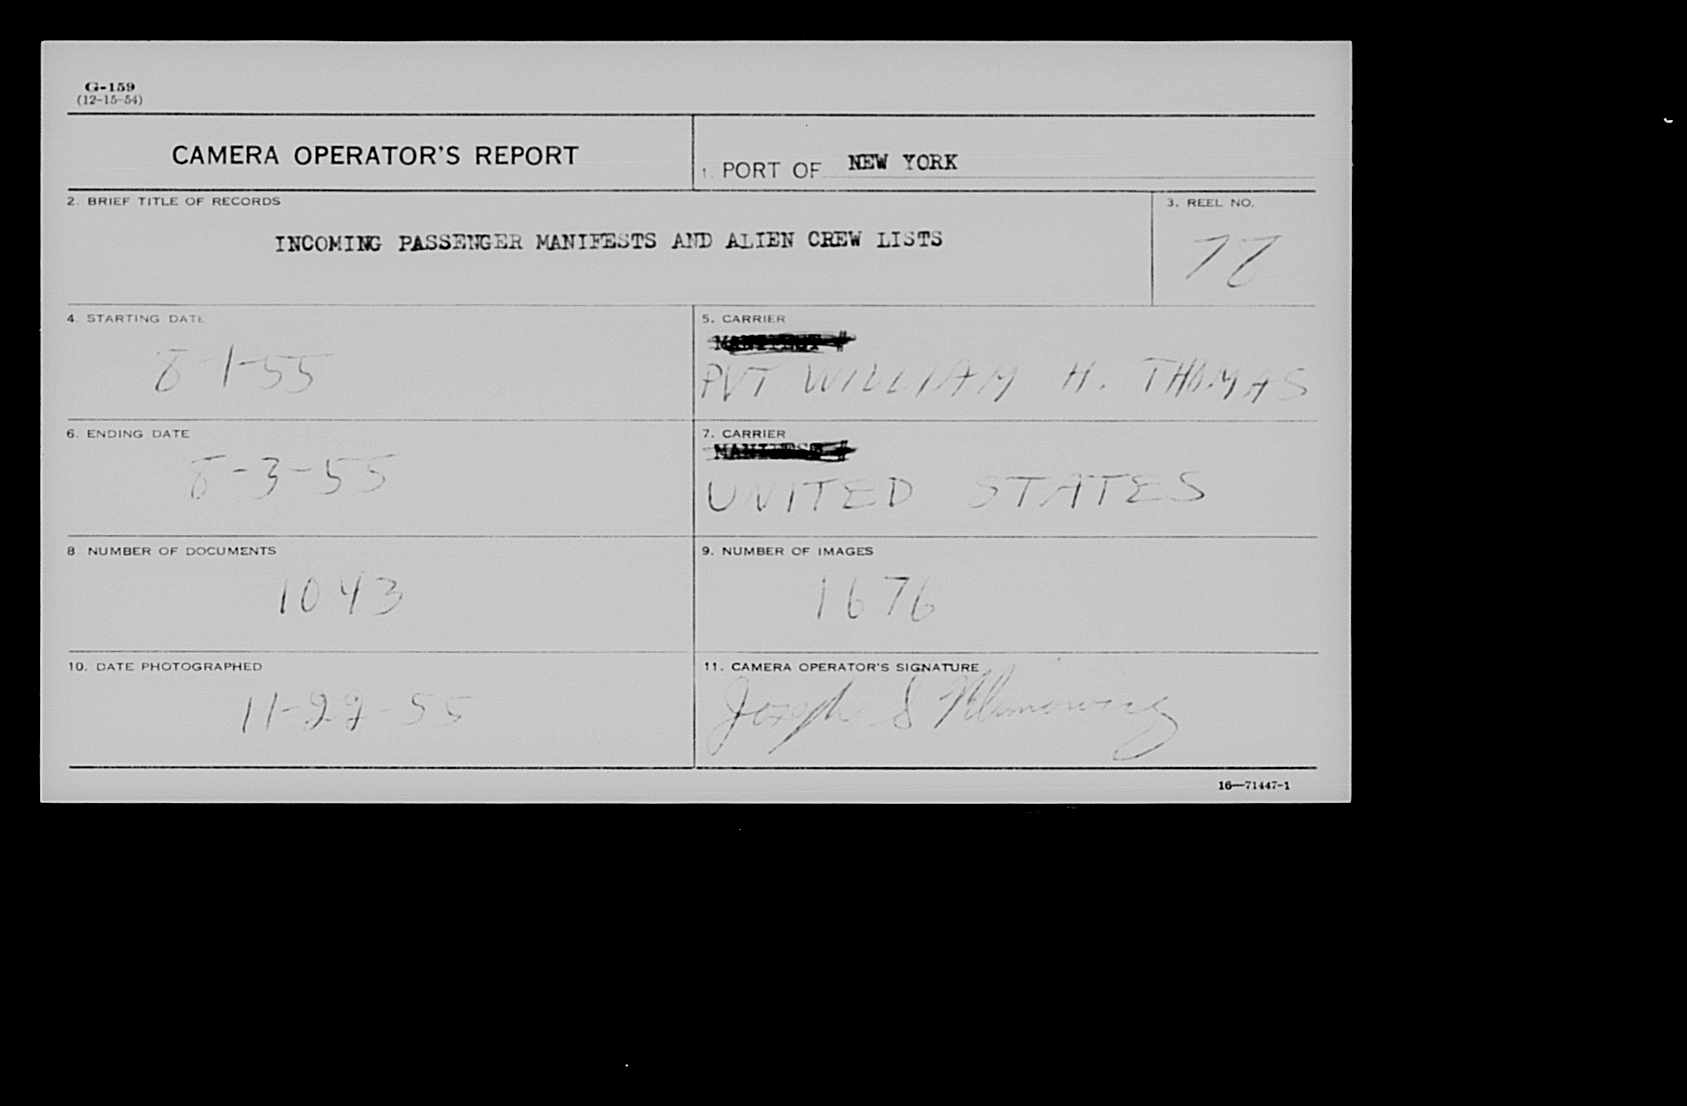 G-159
(12-15-54)
CAMERA OPERATOR'S REPORT
1. PORT OF NEW YORK
2. BRIEF TITLE OF RECORDS
INCOMING PASSENGER MANIFESTS AND ALIEN CREW LISTS
3. REEL NO.
4. STARTING DATE
8-1-55
5. CARRIER
PVT WILLIAM H. THOMAS
6. ENDING DATE
8-3-55
7. CARRIER
UNITED STATES
8. NUMBER OF DOCUMENTS
1043
9. NUMBER OF IMAGES
1676
10. DATE PHOTOGRAPHED
11-22-55
11. CAMERA OPERATOR'S SIGNATURE
Joseph S
16—71447-1